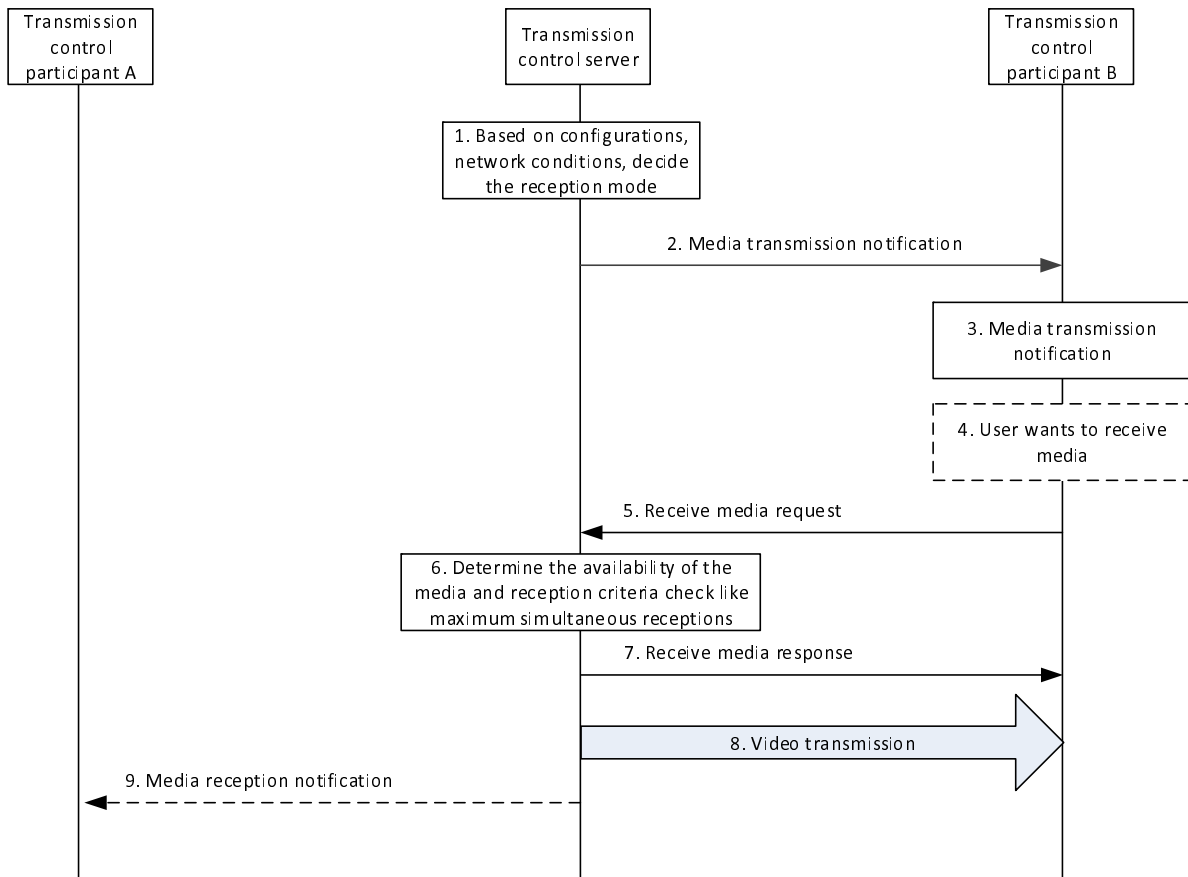 Transmission
control
participant A
Transmission
control server
Transmission
control
participant B
1. Based on configurations,
network conditions, decide
the reception mode
2. Media transmission notification
3. Media transmission
notification
4. User wants to receive
media
5. Receive media request
6. Determine the availability of the
media and reception criteria check like
maximum simultaneous receptions
7. Receive media response
8. Video transmission
9. Media reception notification